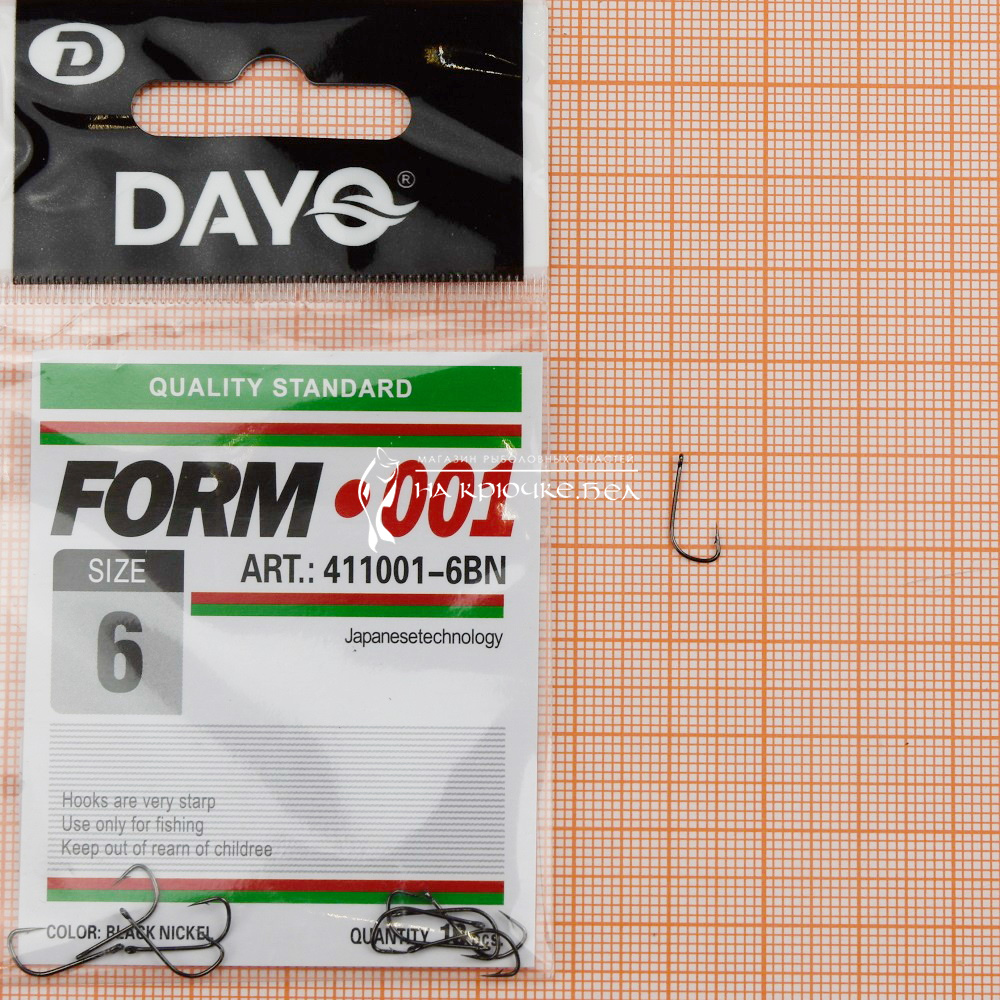 D
DAYO®
QUALITY STANDARD
МАГАЗИН РЫБОЛОВНЫХ СНАСТЕЙ
НА КРЮЧКЕ.БЕЛ
FORM •001
SIZE
6
ART.: 411001-6BN
Japanesetechnology
Hooks are very starp
Use only for fishing
Keep out of rearn of childree
COLOR: BLACK NICKEL
QUANTITY